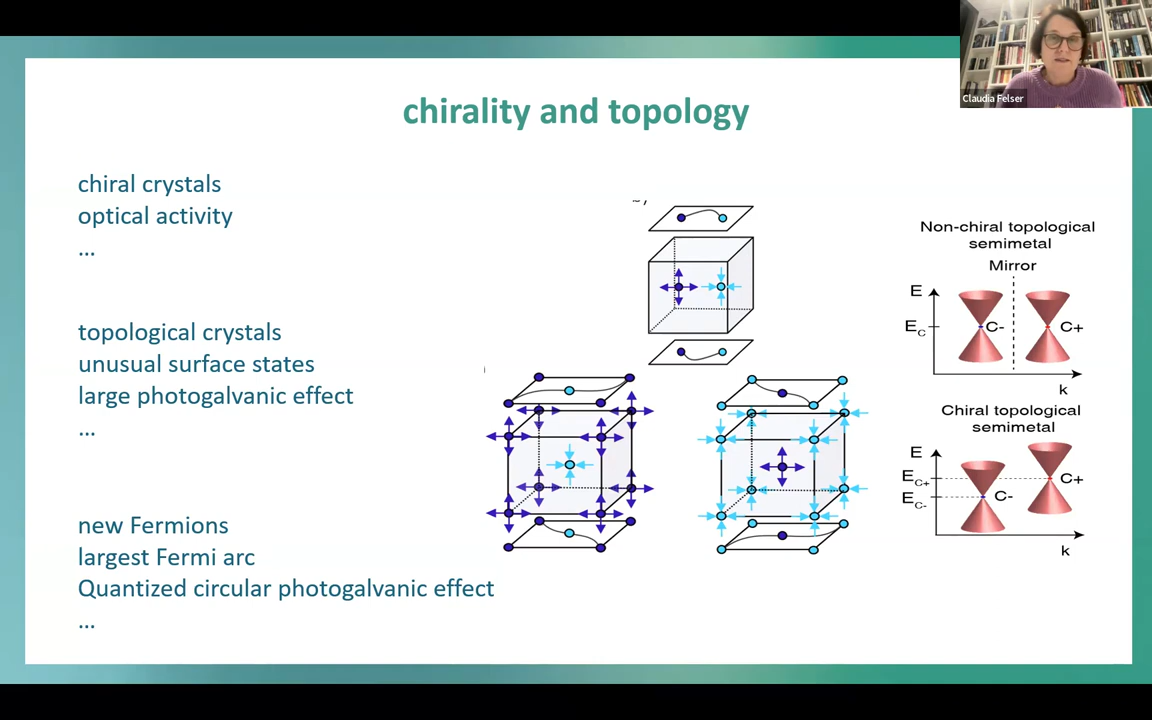 Claudia Felser
chirality and topology
chiral crystals
optical activity
...
topological crystals
unusual surface states
large photogalvanic effect
...
new Fermions
largest Fermi arc
Quantized circular photogalvanic effect
...
Non-chiral topological
semimetal
Mirror
E
E_C
C-
C+
k
Chiral topological
semimetal
E
E_C+
C+
E_C-
C-
k